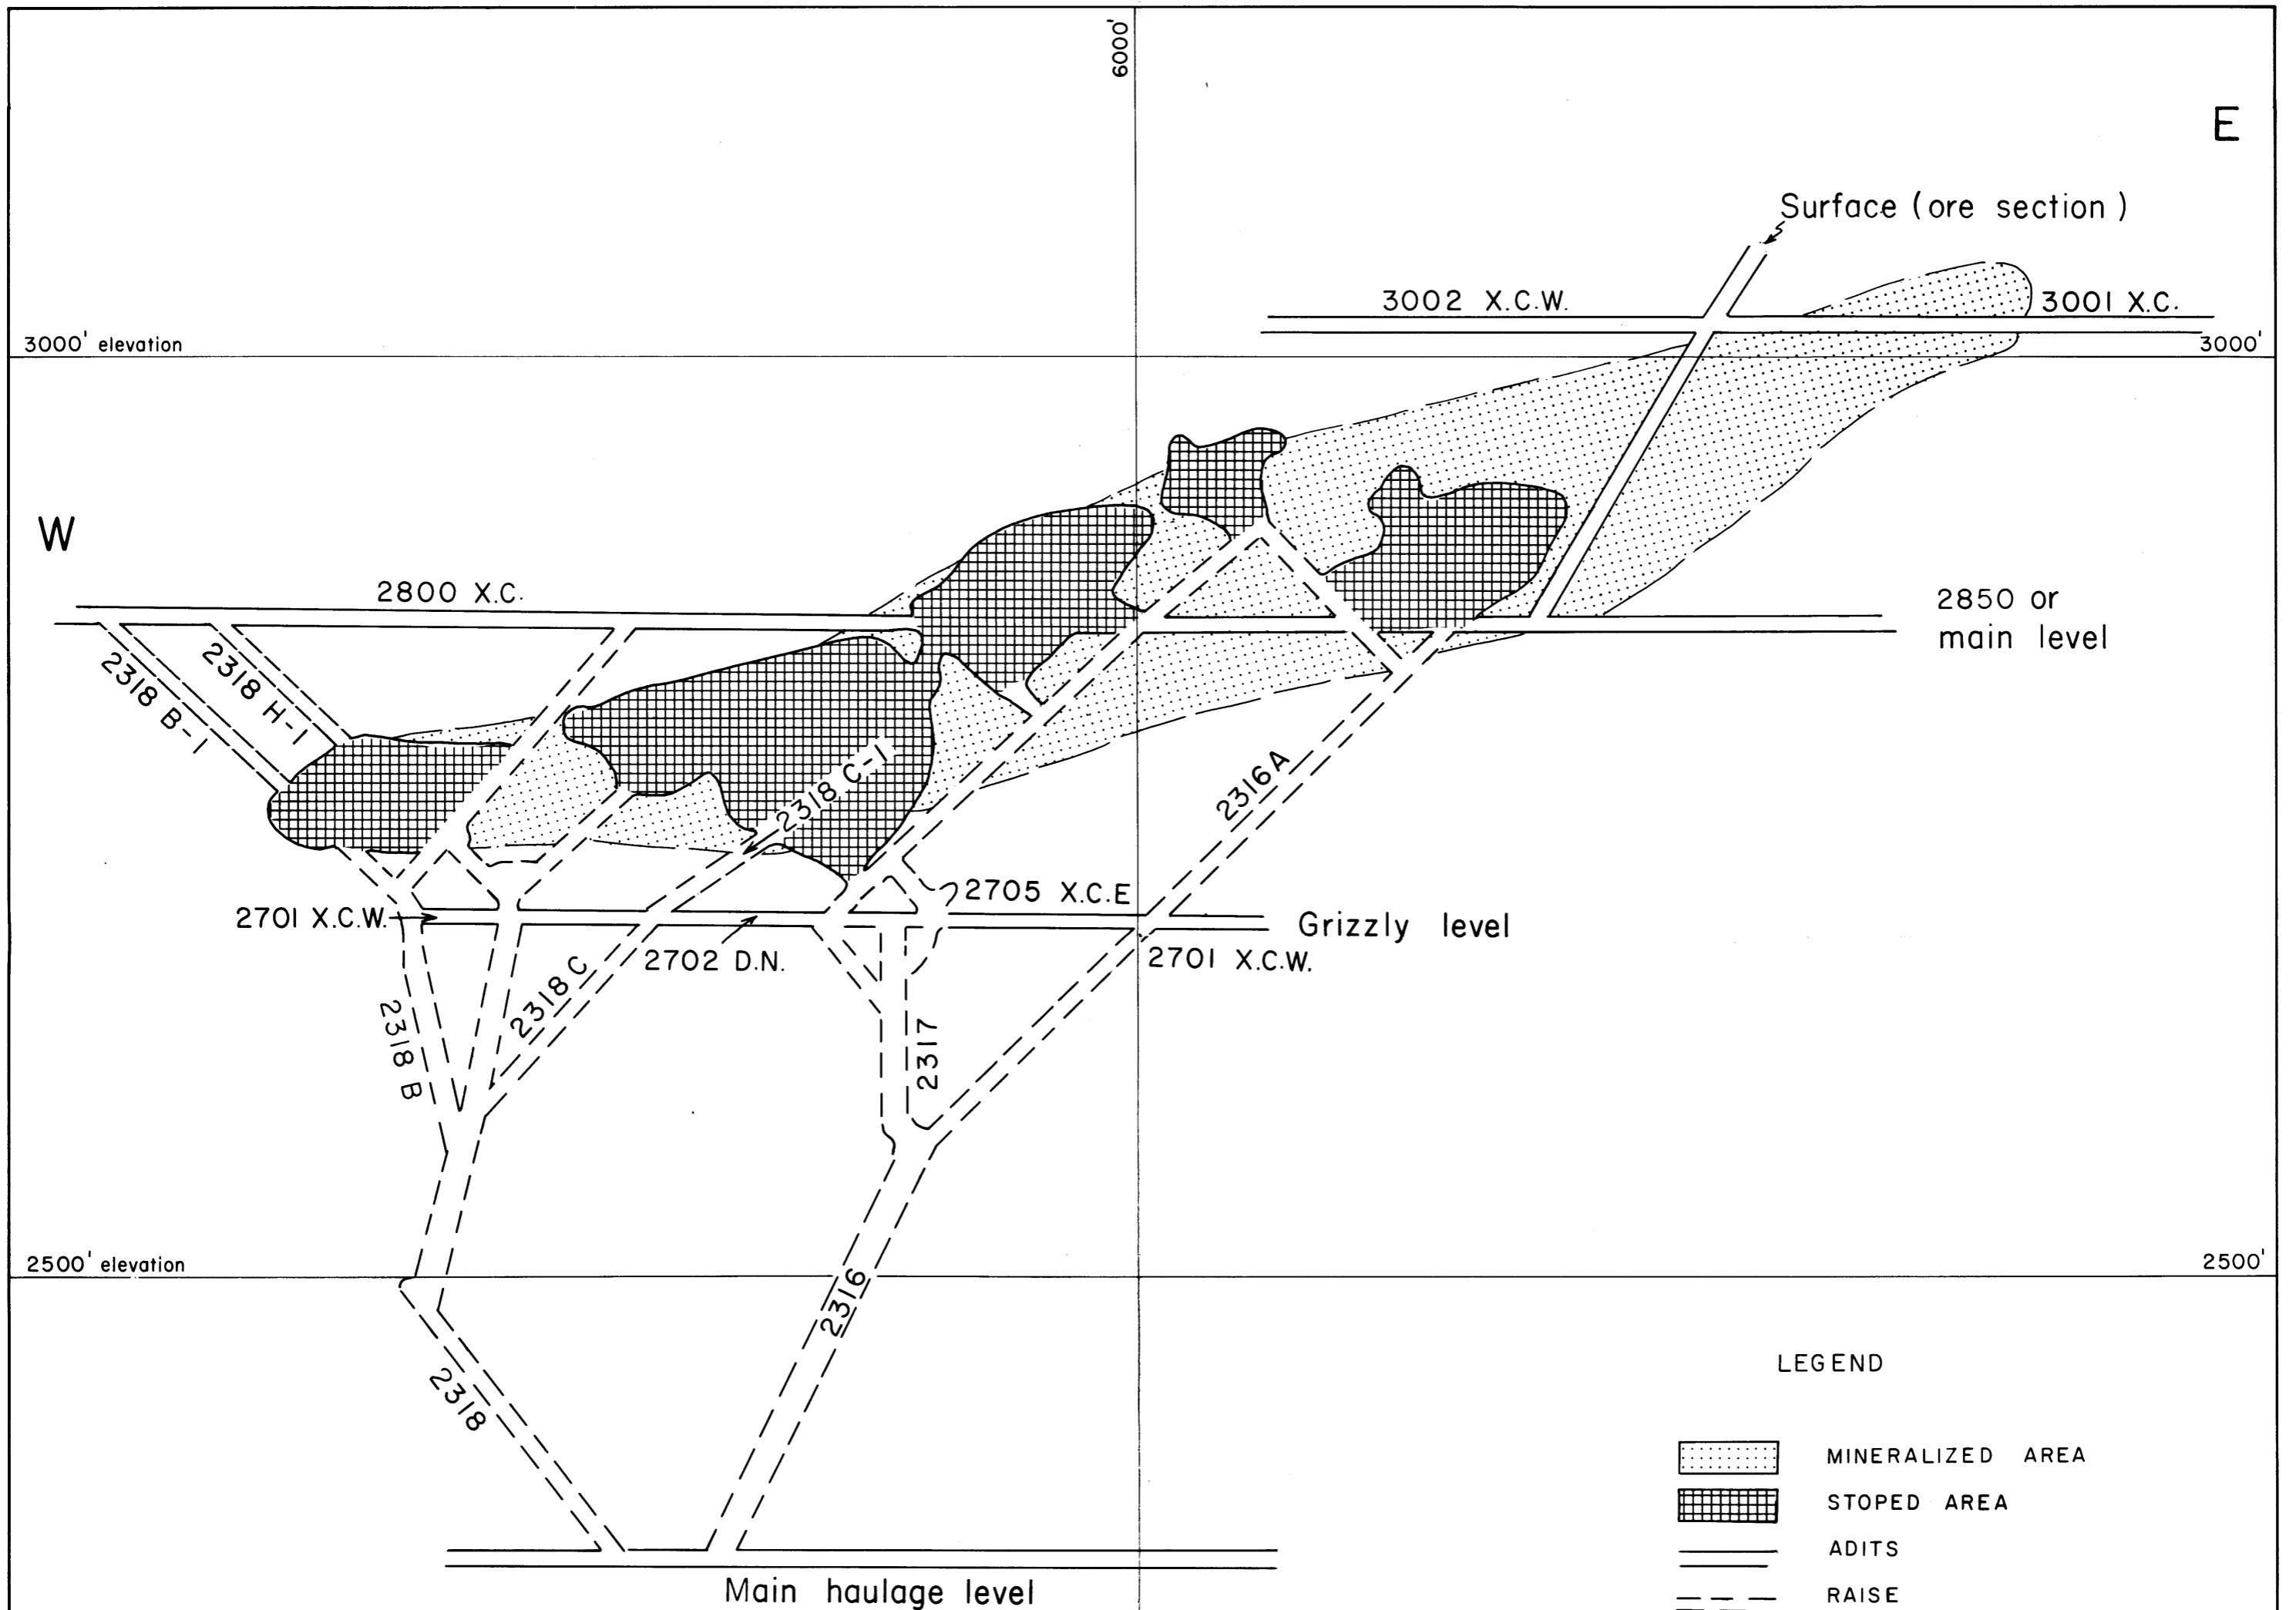 6000'
E
Surface (ore section)
3002 X.C.W.
3001 X.C.
3000' elevation
3000'
W
2800 X.C.
2850 or
main level
2318 B-1
2318 H-1
2318 C-1
2316A
2701 X.C.W.
2705 X.C.E
Grizzly level
2702 D.N.
2701 X.C.W.
2318 B
2318 C
2317
2500' elevation
2500'
2316
2318
Main haulage level
LEGEND
MINERALIZED AREA
STOPED AREA
ADITS
RAISE